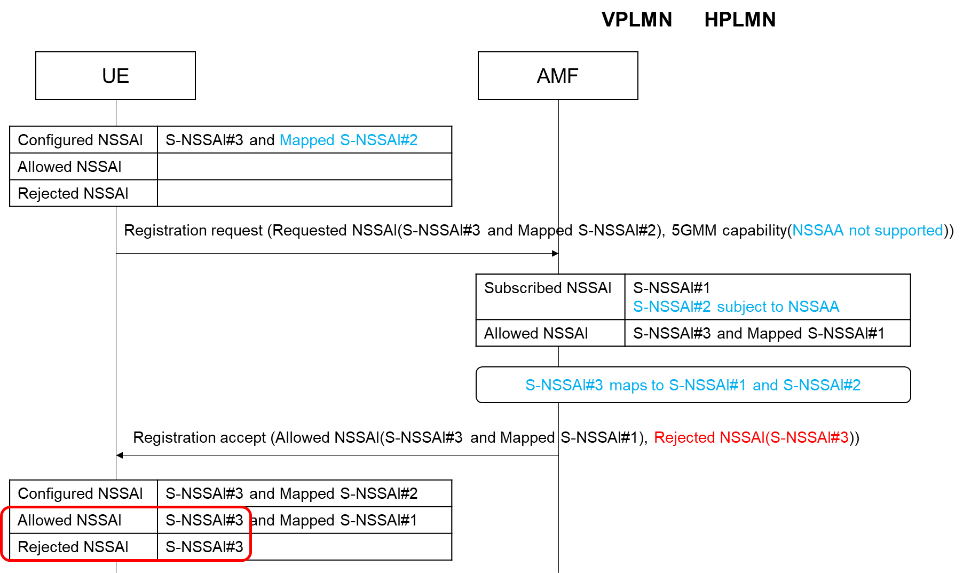 VPLMN HPLMN
UE
AMF
Configured NSSAI S-NSSAI#3 and Mapped S-NSSAI#2
Allowed NSSAI
Rejected NSSAI
Registration request (Requested NSSAI(S-NSSAI#3 and Mapped S-NSSAI#2), 5GMM capability(NSSAA not supported))
Subscribed NSSAI S-NSSAI#1
S-NSSAI#2 subject to NSSAA
Allowed NSSAI S-NSSAI#3 and Mapped S-NSSAI#1
S-NSSAI#3 maps to S-NSSAI#1 and S-NSSAI#2
Registration accept (Allowed NSSAI(S-NSSAI#3 and Mapped S-NSSAI#1), Rejected NSSAI(S-NSSAI#3))
Configured NSSAI S-NSSAI#3 and Mapped S-NSSAI#2
Allowed NSSAI S-NSSAI#3 and Mapped S-NSSAI#1
Rejected NSSAI S-NSSAI#3